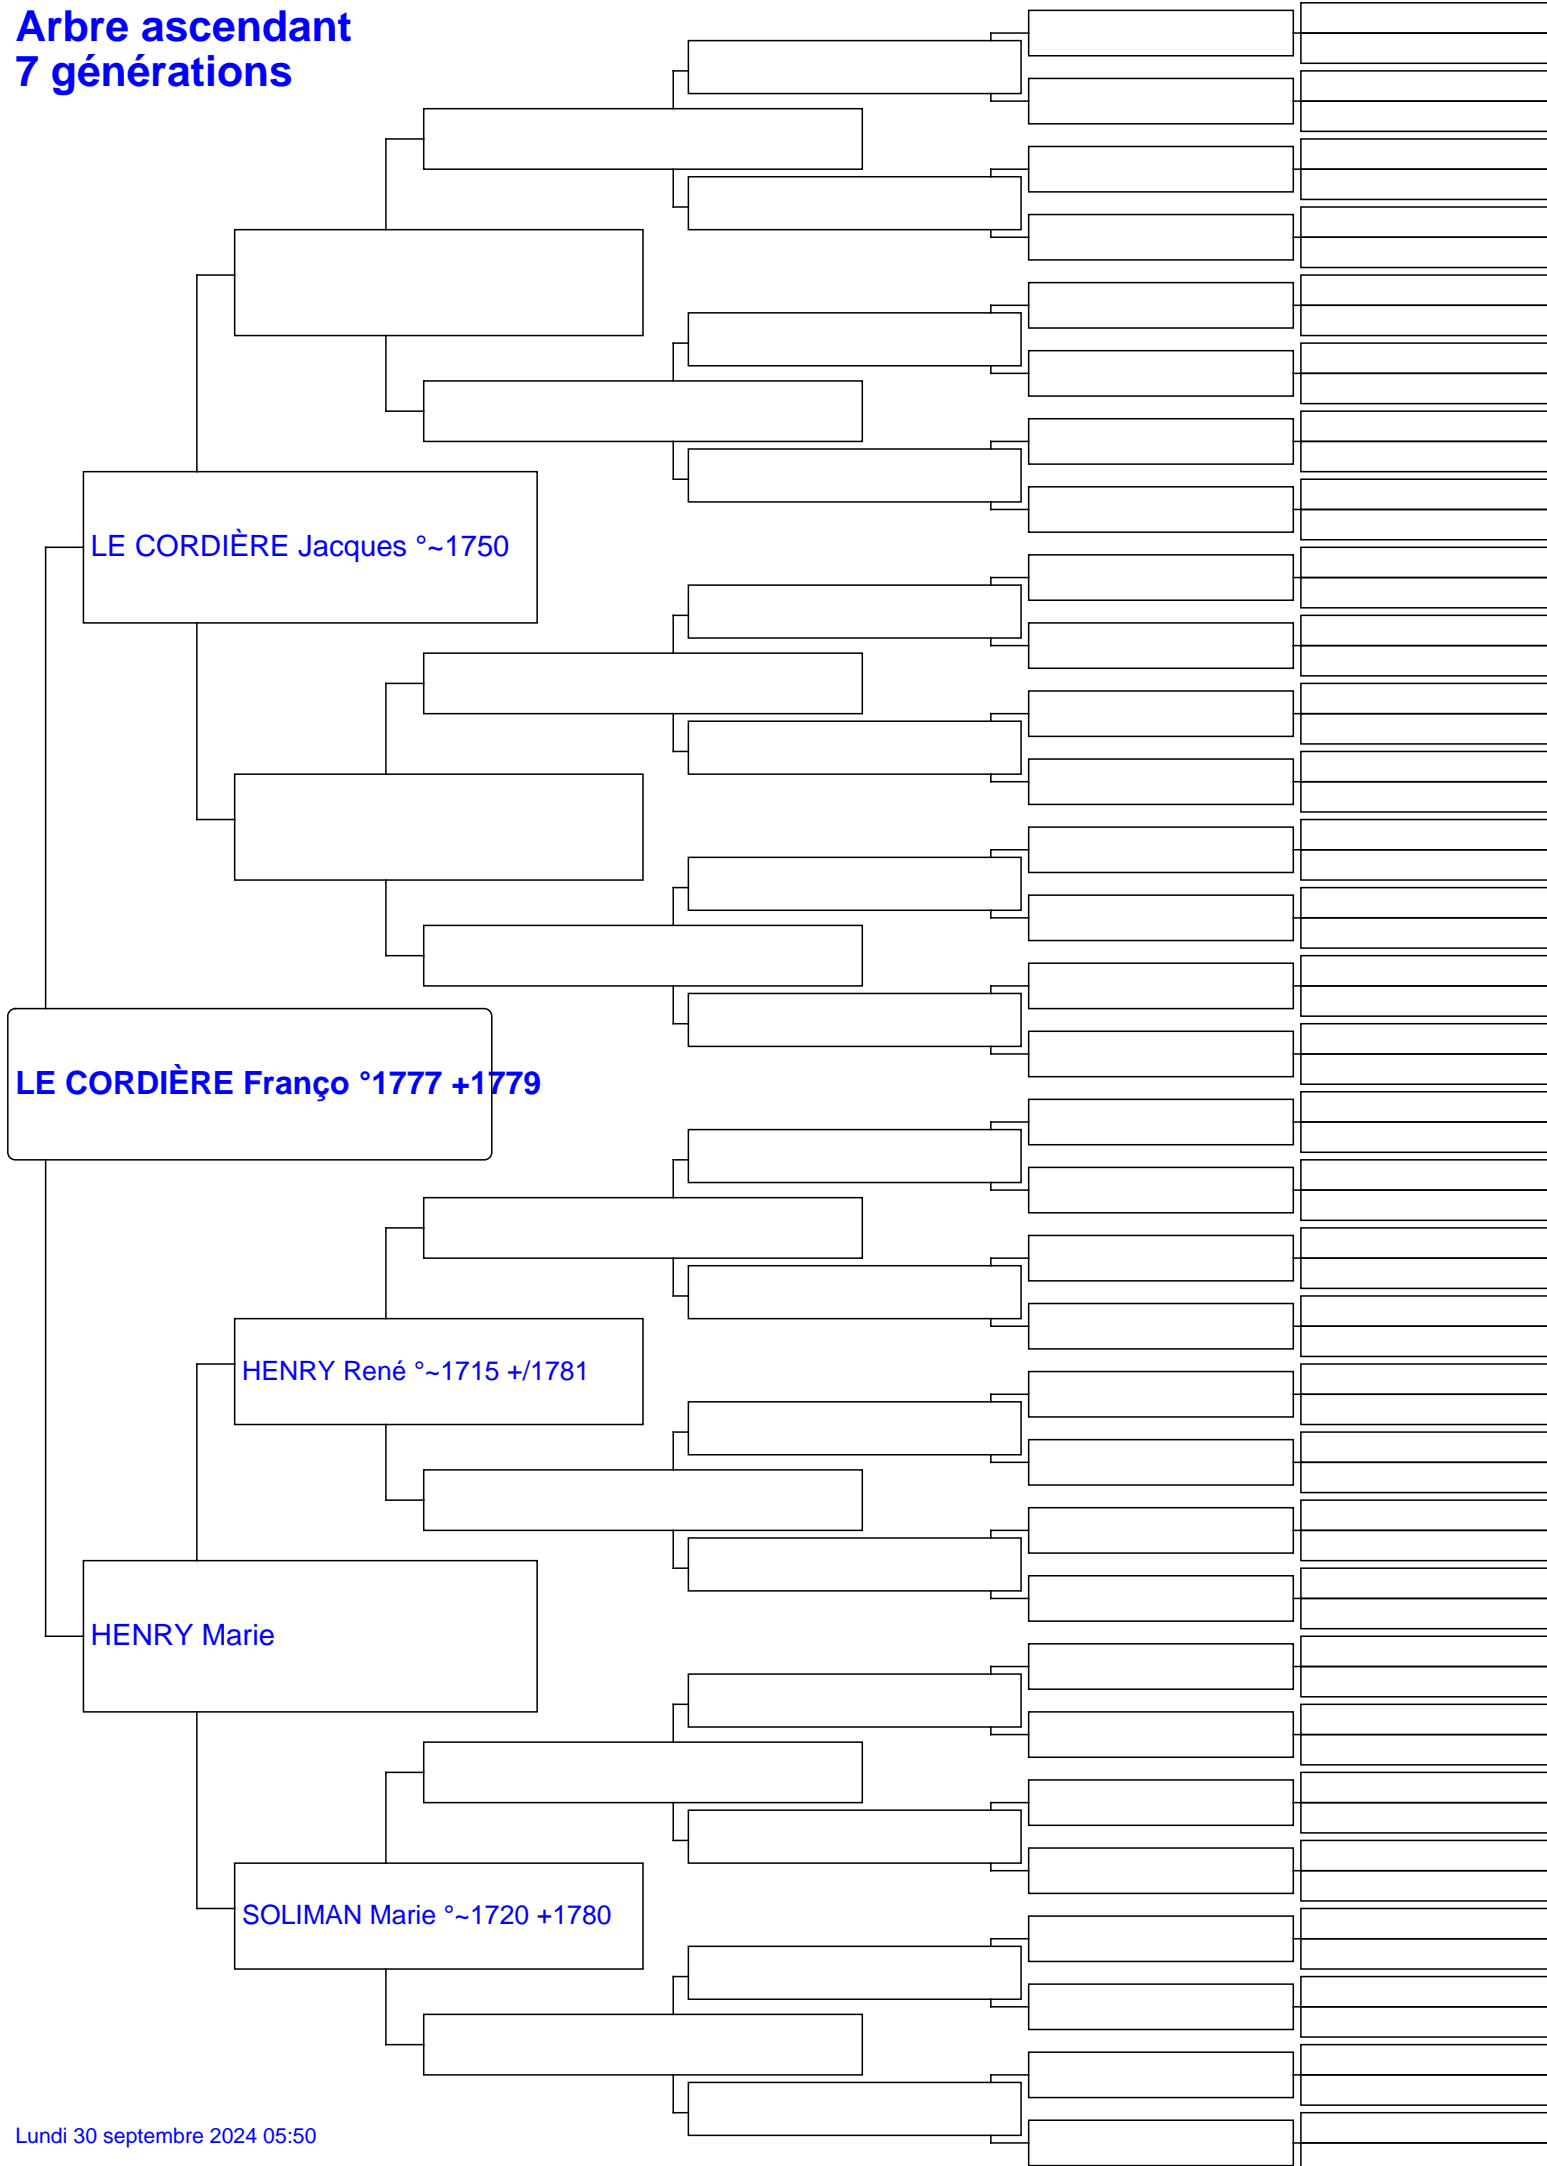 Arbre ascendant
7 générations
LE CORDIÈRE Jacques °~1750
LE CORDIÈRE Franço °1777 +1779
HENRY René °~1715 +/1781
HENRY Marie
SOLIMAN Marie °~1720 +1780
Lundi 30 septembre 2024 05:50